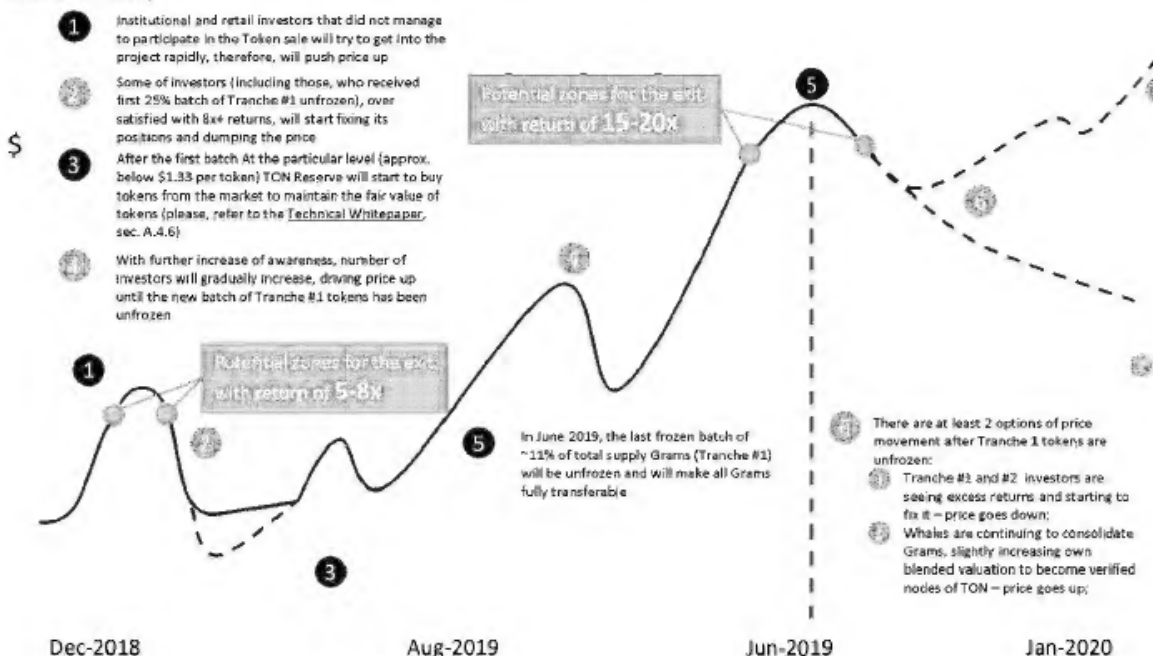 1
Institutional and retail investors that did not manage
to participate in the Token sale will try to get into the
project rapidly, therefore, will push price up
2
Some of investors (including those, who received
first 25% batch of Tranche #1 unfrozen), over
satisfied with 8x+ returns, will start fixing its
positions and dumping the price
$
3
After the first batch At the particular level (approx.
below $1.33 per token) TON Reserve will start to buy
tokens from the market to maintain the fair value of
tokens (please, refer to the Technical Whitepaper,
sec. A.4.6)
With further increase of awareness, number of
investors will gradually increase, driving price up
until the new batch of Tranche #1 tokens has been
unfrozen
Potential zones for the exit
with return of 15-20x
5
1
Potential zones for the exit
with return of 5-8x
5
In June 2019, the last frozen batch of
~11% of total supply Grams (Tranche #1)
will be unfrozen and will make all Grams
fully transferable
3
There are at least 2 options of price
movement after Tranche 1 tokens are
unfrozen:
Tranche #1 and #2 investors are
seeing excess returns and starting to
fix it – price goes down;
Whales are continuing to consolidate
Grams, slightly increasing own
blended valuation to become verified
nodes of TON – price goes up;
Dec-2018
Aug-2019
Jun-2019
Jan-2020